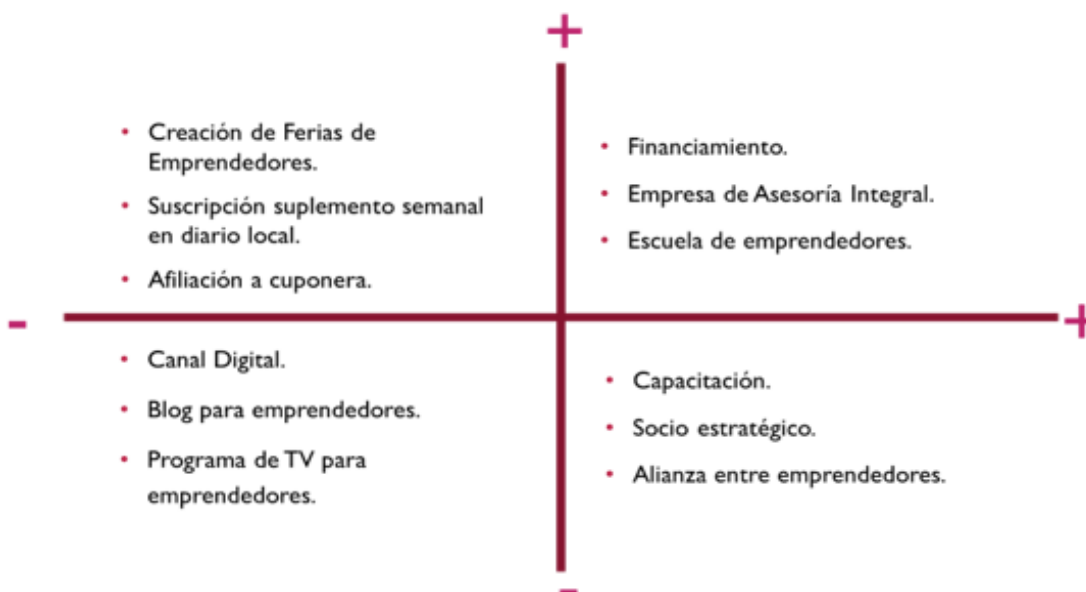 +
• Creación de Ferias de
Emprendedores.
• Suscripción suplemento semanal
en diario local.
• Afiliación a cuponera.
• Financiamiento.
• Empresa de Asesoría Integral.
• Escuela de emprendedores.
-
+
• Canal Digital.
• Blog para emprendedores.
• Programa de TV para
emprendedores.
• Capacitación.
• Socio estratégico.
• Alianza entre emprendedores.
-